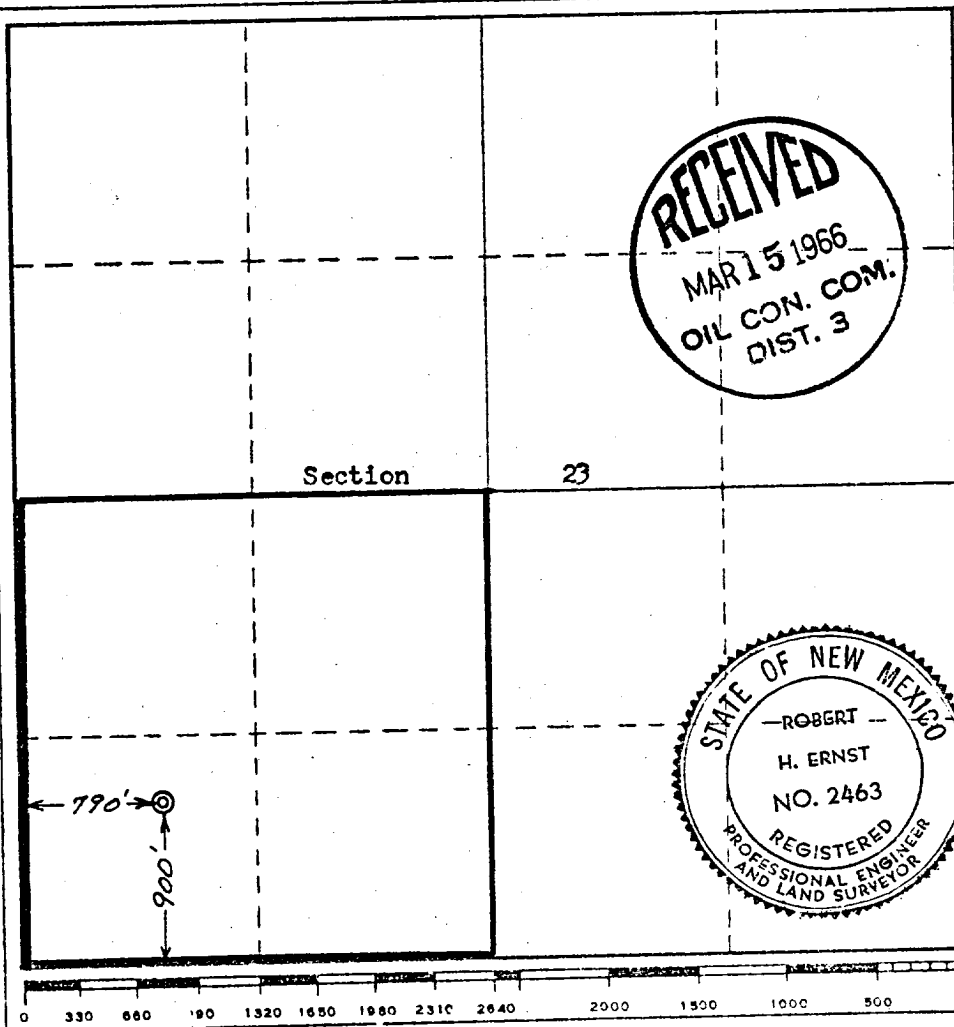 RECEIVED
MAR 15 1966
OIL CON. COM.
DIST. 3
Section 23
STATE OF NEW MEXICO
ROBERT
H. ERNST
NO. 2463
REGISTERED
PROFESSIONAL ENGINEER
AND LAND SURVEYOR
790'
900'
0 330 660 '90 1320 1650 1980 2310 2640 2000 1500 1000 500